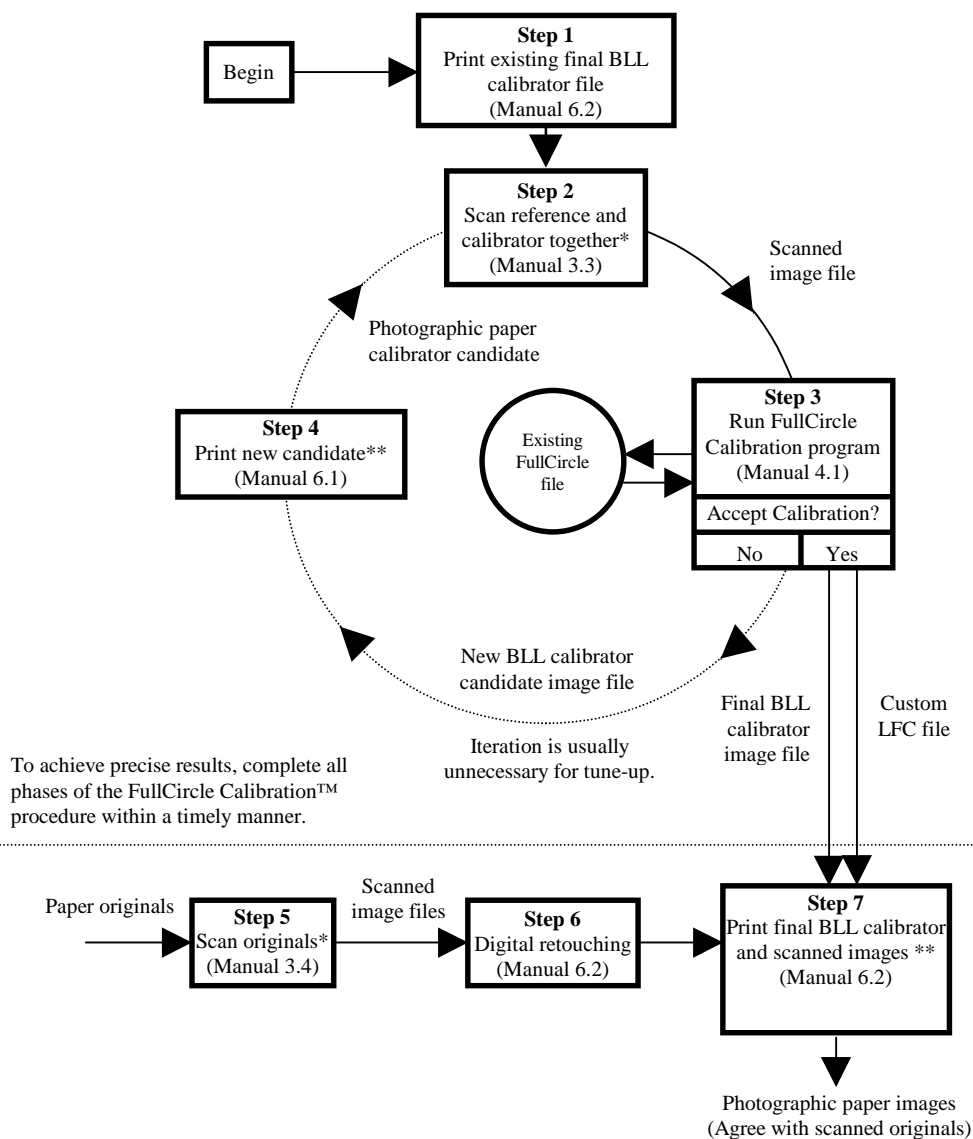 Step 1
Print existing final BLL
calibrator file
(Manual 6.2)
Begin
Step 2
Scan reference and
calibrator together*
(Manual 3.3)
Scanned
image file
Photographic paper
calibrator candidate
Step 3
Run FullCircle
Calibration program
(Manual 4.1)
Accept Calibration?
No
Yes
Step 4
Print new candidate**
(Manual 6.1)
Existing
FullCircle
file
New BLL calibrator
candidate image file
Final BLL
calibrator
image file
Custom
LFC file
Iteration is usually
unnecessary for tune-up.
To achieve precise results, complete all
phases of the FullCircle Calibration™
procedure within a timely manner.
Paper originals
Step 5
Scan originals*
(Manual 3.4)
Scanned
image files
Step 6
Digital retouching
(Manual 6.2)
Step 7
Print final BLL calibrator
and scanned images **
(Manual 6.2)
Photographic paper images
(Agree with scanned originals)